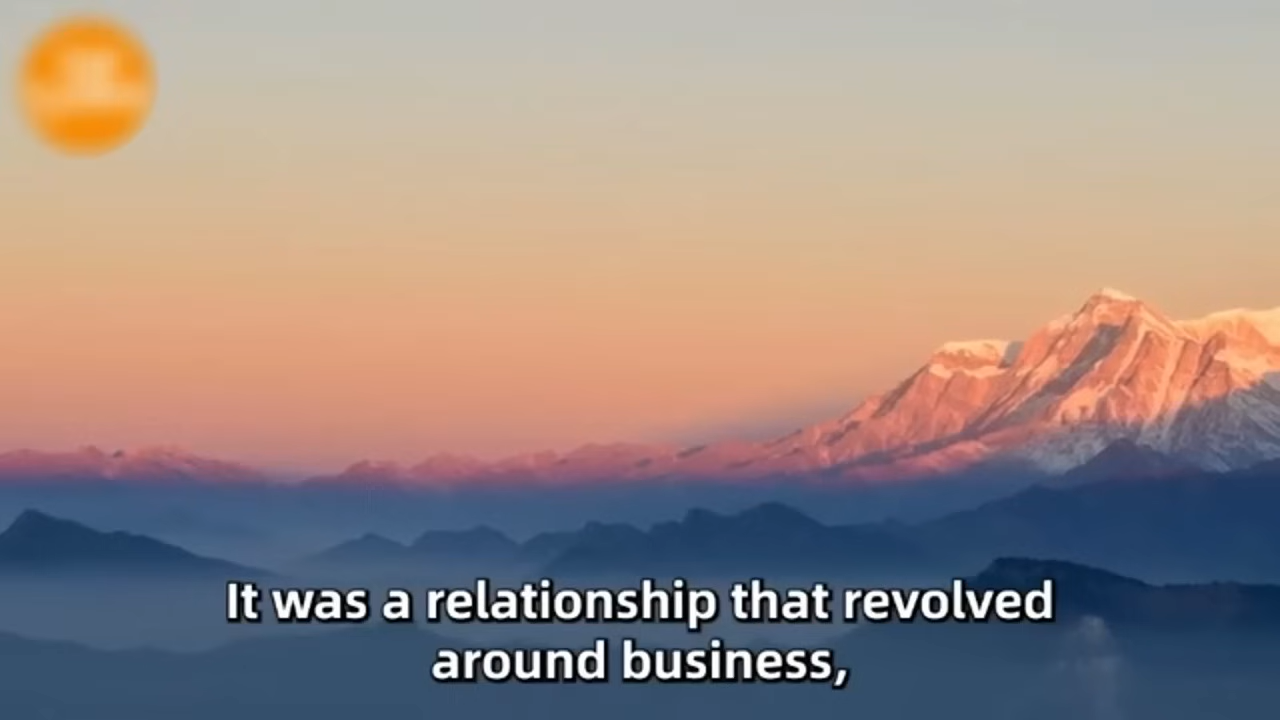 It was a relationship that revolved
around business,